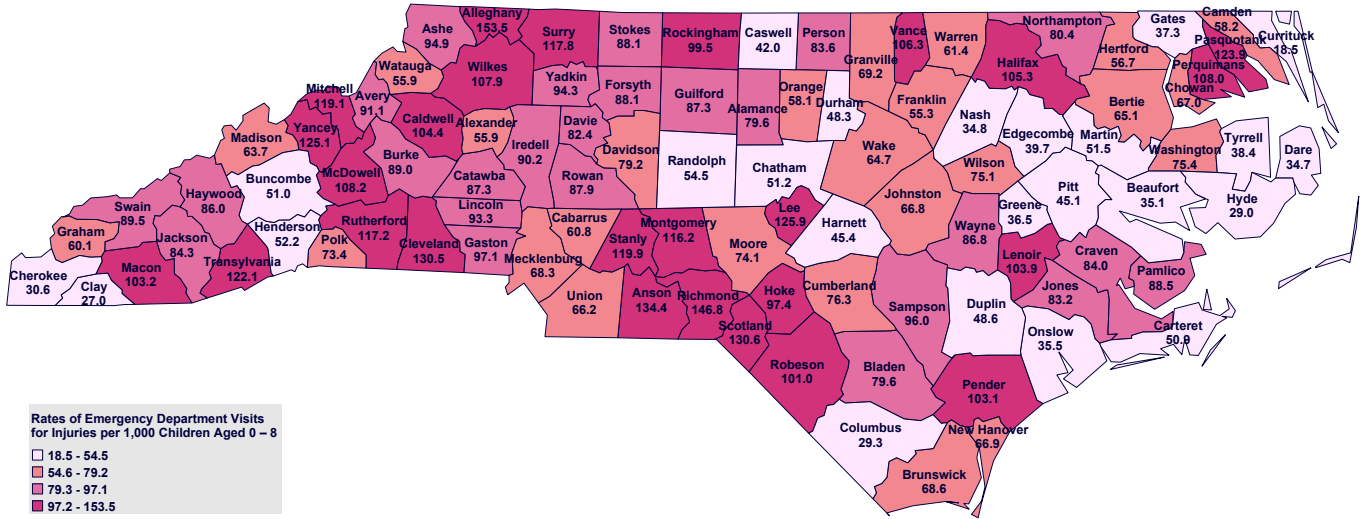 Alleghany
153.5
Ashe
94.9
Surry
117.8
Stokes
88.1
Rockingham
99.5
Caswell
42.0
Person
83.6
Granville
69.2
Vance
106.3
Warren
61.4
Northampton
80.4
Halifax
105.3
Hertford
56.7
Gates
37.3
Camden
58.2
Currituck
18.5
Pasquotank
123.9
Perquimans
108.0
Chowan
67.0
Bertie
65.1
Watauga
55.9
Wilkes
107.9
Yadkin
94.3
Forsyth
88.1
Guilford
87.3
Alamance
79.6
Orange
58.1
Durham
48.3
Franklin
55.3
Nash
34.8
Edgecombe
39.7
Martin
51.5
Washington
75.4
Tyrrell
38.4
Dare
34.7
Mitchell
119.1
Avery
91.1
Yancey
125.1
Caldwell
104.4
Alexander
55.9
Iredell
90.2
Davie
82.4
Davidson
79.2
Randolph
54.5
Chatham
51.2
Wake
64.7
Wilson
75.1
Pitt
45.1
Beaufort
35.1
Hyde
29.0
Madison
63.7
Buncombe
51.0
McDowell
108.2
Burke
89.0
Catawba
87.3
Rowan
87.9
Johnston
66.8
Greene
36.5
Swain
89.5
Haywood
86.0
Henderson
52.2
Rutherford
117.2
Lincoln
93.3
Cabarrus
60.8
Montgomery
116.2
Lee
125.9
Harnett
45.4
Wayne
86.8
Lenoir
103.9
Craven
84.0
Pamlico
88.5
Graham
60.1
Jackson
84.3
Polk
73.4
Cleveland
130.5
Gaston
97.1
Mecklenburg
68.3
Stanly
119.9
Moore
74.1
Cherokee
30.6
Clay
27.0
Macon
103.2
Transylvania
122.1
Union
66.2
Anson
134.4
Richmond
146.8
Hoke
97.4
Cumberland
76.3
Sampson
96.0
Duplin
48.6
Jones
83.2
Onslow
35.5
Carteret
50.9
Scotland
130.6
Robeson
101.0
Bladen
79.6
Pender
103.1
Columbus
29.3
New Hanover
66.9
Brunswick
68.6
Rates of Emergency Department Visits
for Injuries per 1,000 Children Aged 0 – 8
18.5 - 54.5
54.6 - 79.2
79.3 - 97.1
97.2 - 153.5